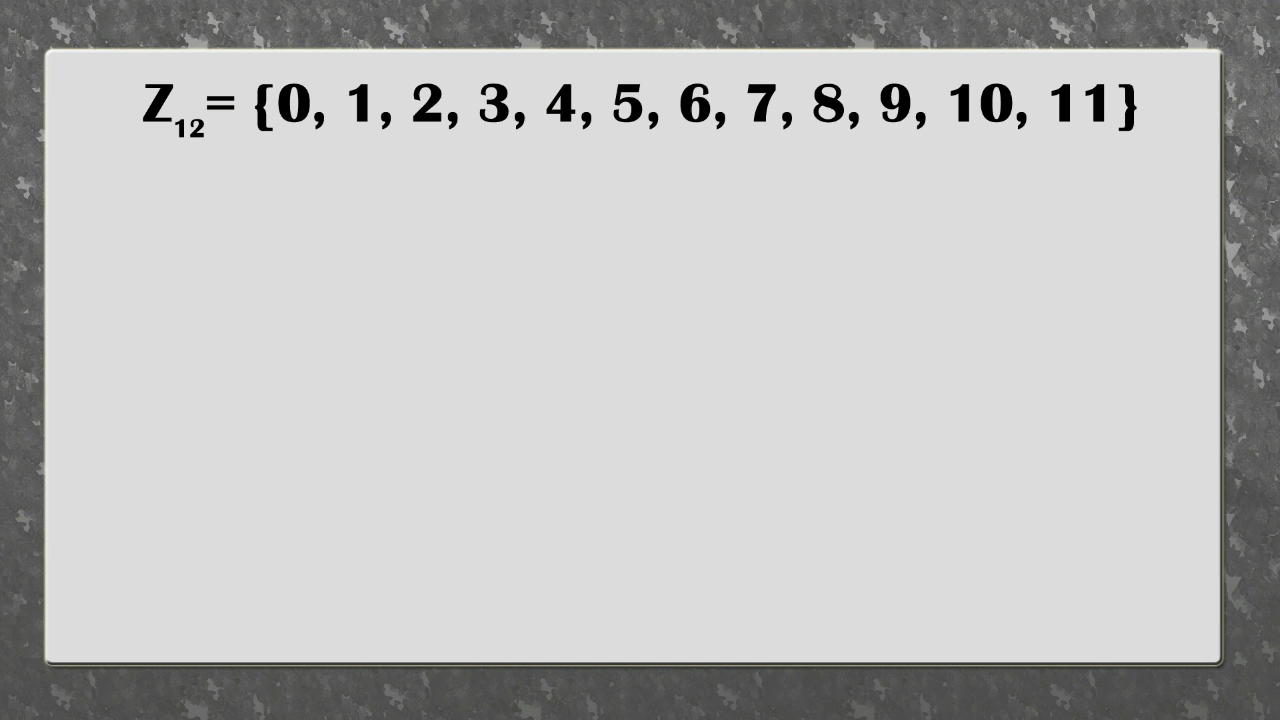 Z₁₂= {0, 1, 2, 3, 4, 5, 6, 7, 8, 9, 10, 11}